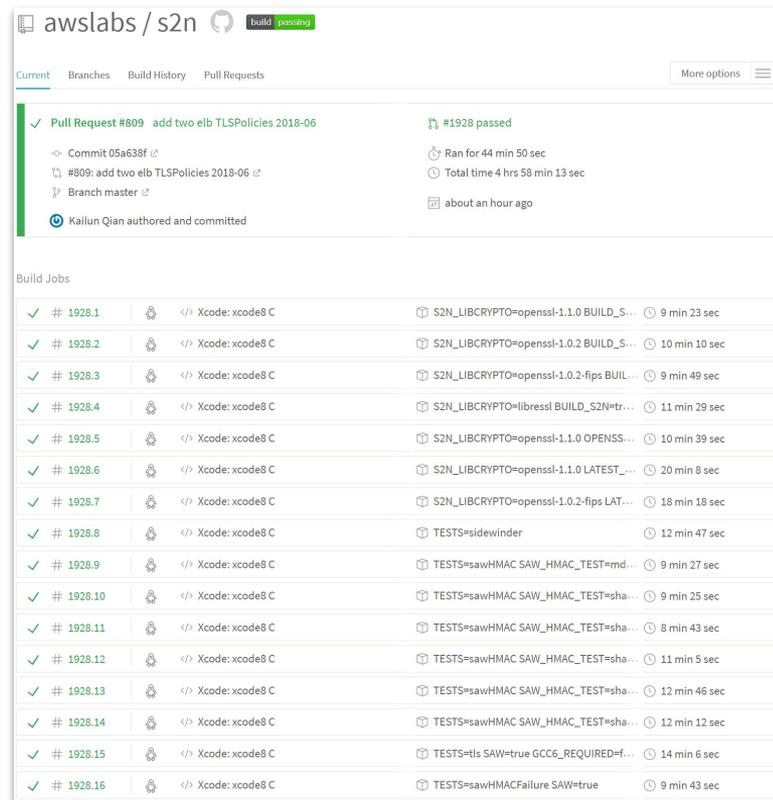 awslabs / s2n build passing
Current Branches Build History Pull Requests More options
Pull Request #809 add two elb TLSPolicies 2018-06 #1928 passed
Commit 05a638f Ran for 44 min 50 sec
#809: add two elb TLSPolicies 2018-06 Total time 4 hrs 58 min 13 sec
Branch master
about an hour ago
Kailun Qian authored and committed
Build Jobs
# 1928.1 </> Xcode: xcode8 C S2N_LIBCRYPTO=openssl-1.1.0 BUILD_S... 9 min 23 sec
# 1928.2 </> Xcode: xcode8 C S2N_LIBCRYPTO=openssl-1.0.2 BUILD_S... 10 min 10 sec
# 1928.3 </> Xcode: xcode8 C S2N_LIBCRYPTO=openssl-1.0.2-fips BUIL... 9 min 49 sec
# 1928.4 </> Xcode: xcode8 C S2N_LIBCRYPTO=libressl BUILD_S2N=tr... 11 min 29 sec
# 1928.5 </> Xcode: xcode8 C S2N_LIBCRYPTO=openssl-1.1.0 OPENSS... 10 min 39 sec
# 1928.6 </> Xcode: xcode8 C S2N_LIBCRYPTO=openssl-1.1.0 LATEST_... 20 min 8 sec
# 1928.7 </> Xcode: xcode8 C S2N_LIBCRYPTO=openssl-1.0.2-fips LAT... 18 min 18 sec
# 1928.8 </> Xcode: xcode8 C TESTS=sidewinder 12 min 47 sec
# 1928.9 </> Xcode: xcode8 C TESTS=sawHMAC SAW_HMAC_TEST=md... 9 min 27 sec
# 1928.10 </> Xcode: xcode8 C TESTS=sawHMAC SAW_HMAC_TEST=sha... 9 min 25 sec
# 1928.11 </> Xcode: xcode8 C TESTS=sawHMAC SAW_HMAC_TEST=sha... 8 min 43 sec
# 1928.12 </> Xcode: xcode8 C TESTS=sawHMAC SAW_HMAC_TEST=sha... 11 min 5 sec
# 1928.13 </> Xcode: xcode8 C TESTS=sawHMAC SAW_HMAC_TEST=sha... 12 min 46 sec
# 1928.14 </> Xcode: xcode8 C TESTS=sawHMAC SAW_HMAC_TEST=sha... 12 min 12 sec
# 1928.15 </> Xcode: xcode8 C TESTS=tls SAW=true GCC6_REQUIRED=f... 14 min 6 sec
# 1928.16 </> Xcode: xcode8 C TESTS=sawHMACFailure SAW=true 9 min 43 sec